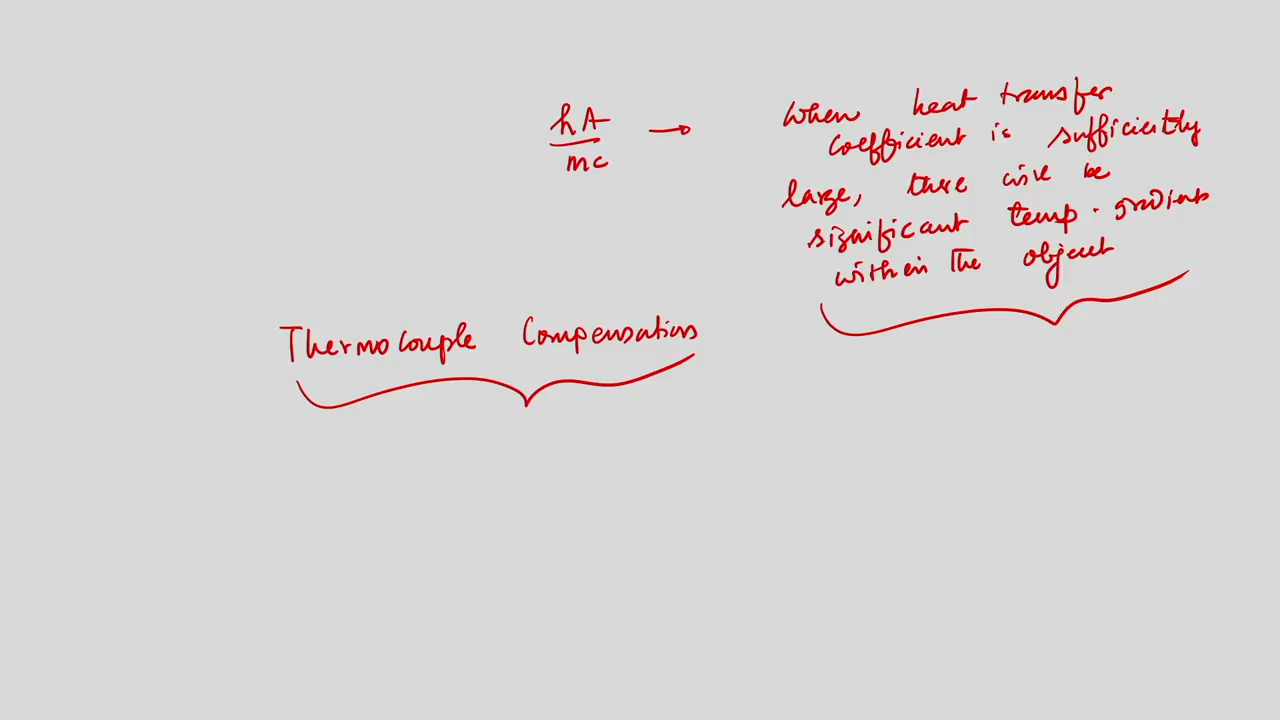 hA
mc →
When heat transfer
coefficient is sufficiently
large, there will be
significant temp. gradients
within the object
Thermocouple Compensation